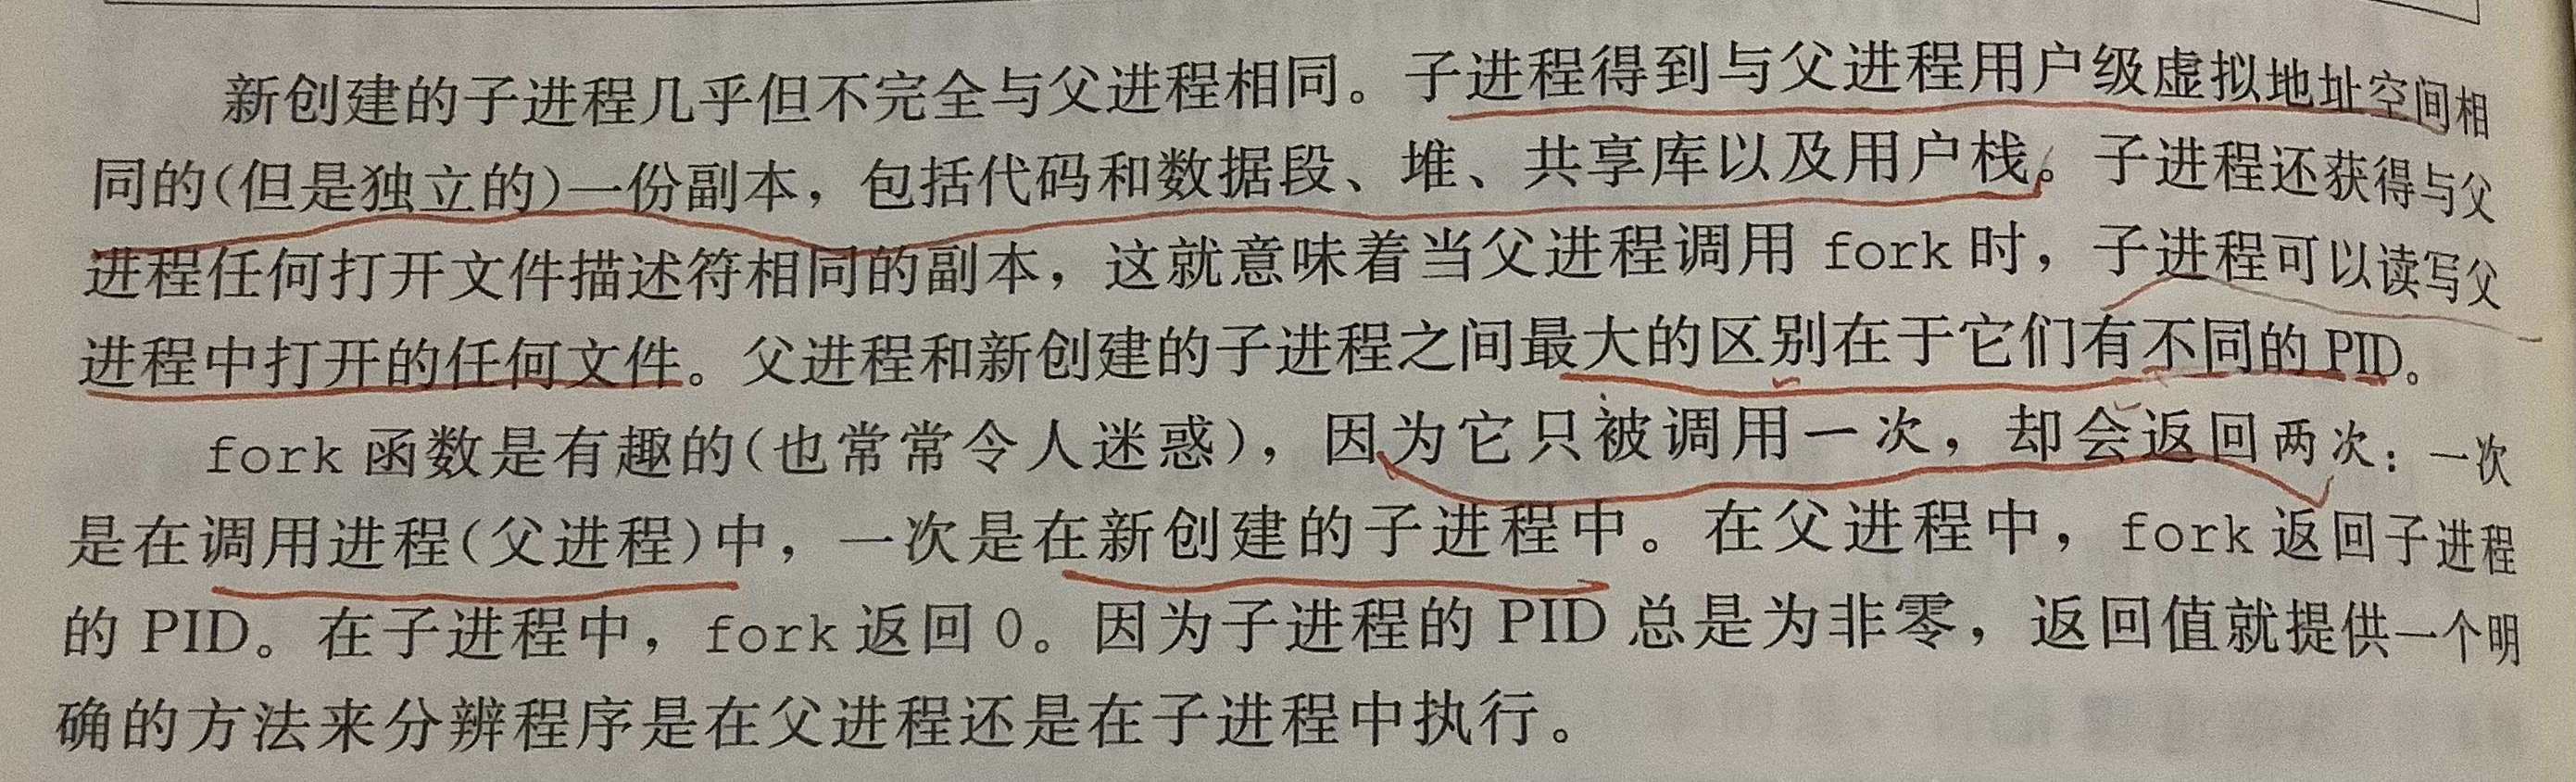 新创建的子进程几乎但不完全与父进程相同。子进程得到与父进程用户级虚拟地址空间相
同的(但是独立的)一份副本，包括代码和数据段、堆、共享库以及用户栈。子进程还获得与父
进程任何打开文件描述符相同的副本，这就意味着当父进程调用 fork 时，子进程可以读写父
进程中打开的任何文件。父进程和新创建的子进程之间最大的区别在于它们有不同的 PID。
fork 函数是有趣的(也常常令人迷惑)，因为它只被调用一次，却会返回两次：一次
是在调用进程(父进程)中，一次是在新创建的子进程中。在父进程中，fork 返回子进程
的 PID。在子进程中，fork 返回 0。因为子进程的 PID 总是为非零，返回值就提供一个明
确的方法来分辨程序是在父进程还是在子进程中执行。